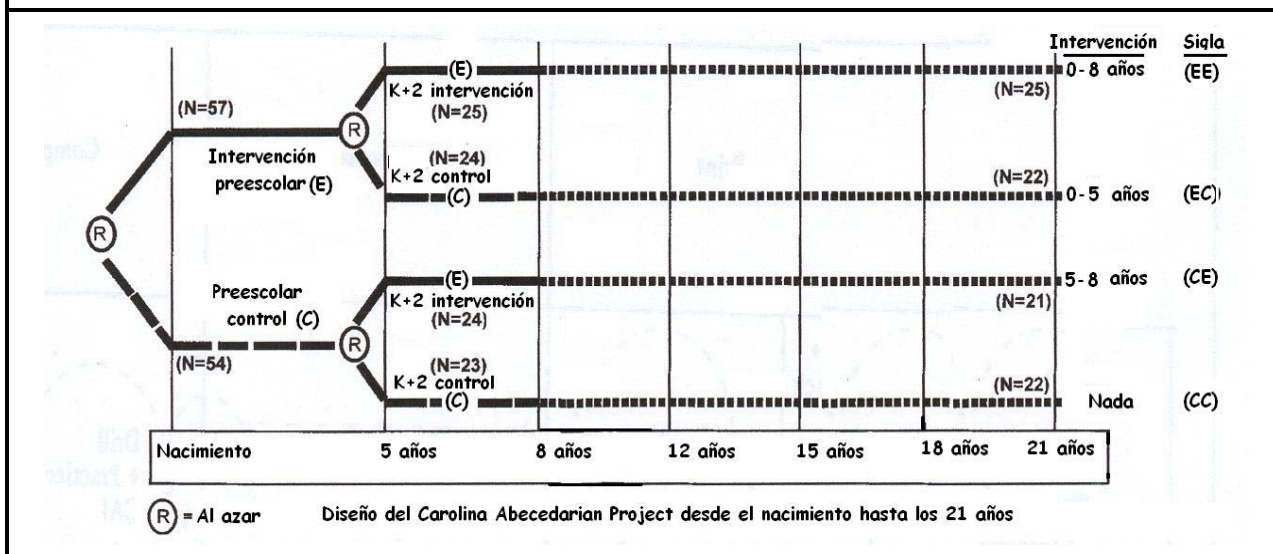 Intervención Sigla
(E) 0-8 años (EE)
(N=57) K+2 intervención (N=25)
(N=25)
R
Intervención (N=24)
preescolar (E) K+2 control (N=22)
(C) 0-5 años (EC)
R
(E) 5-8 años (CE)
Preescolar K+2 intervención (N=21)
control (C) (N=24)
R
(N=54) (N=23)
K+2 control (N=22)
(C) Nada (CC)
Nacimiento 5 años 8 años 12 años 15 años 18 años 21 años
R = Al azar Diseño del Carolina Abecedarian Project desde el nacimiento hasta los 21 años